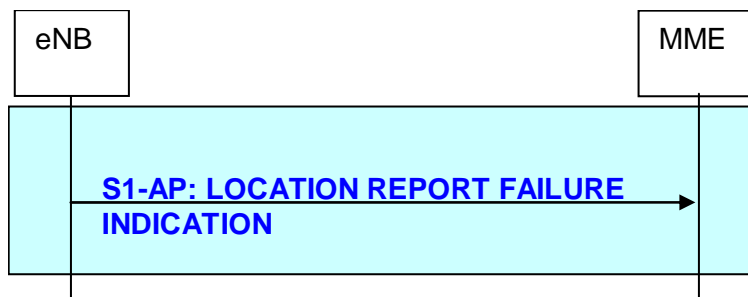 eNB
MME
S1-AP: LOCATION REPORT FAILURE
INDICATION